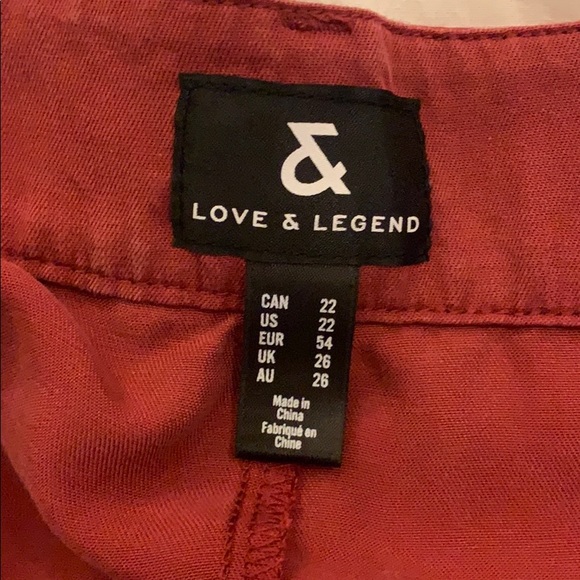 &
LOVE & LEGEND
CAN 22
US 22
EUR 54
UK 26
AU 26
Made in
China
Fabriqué en
Chine